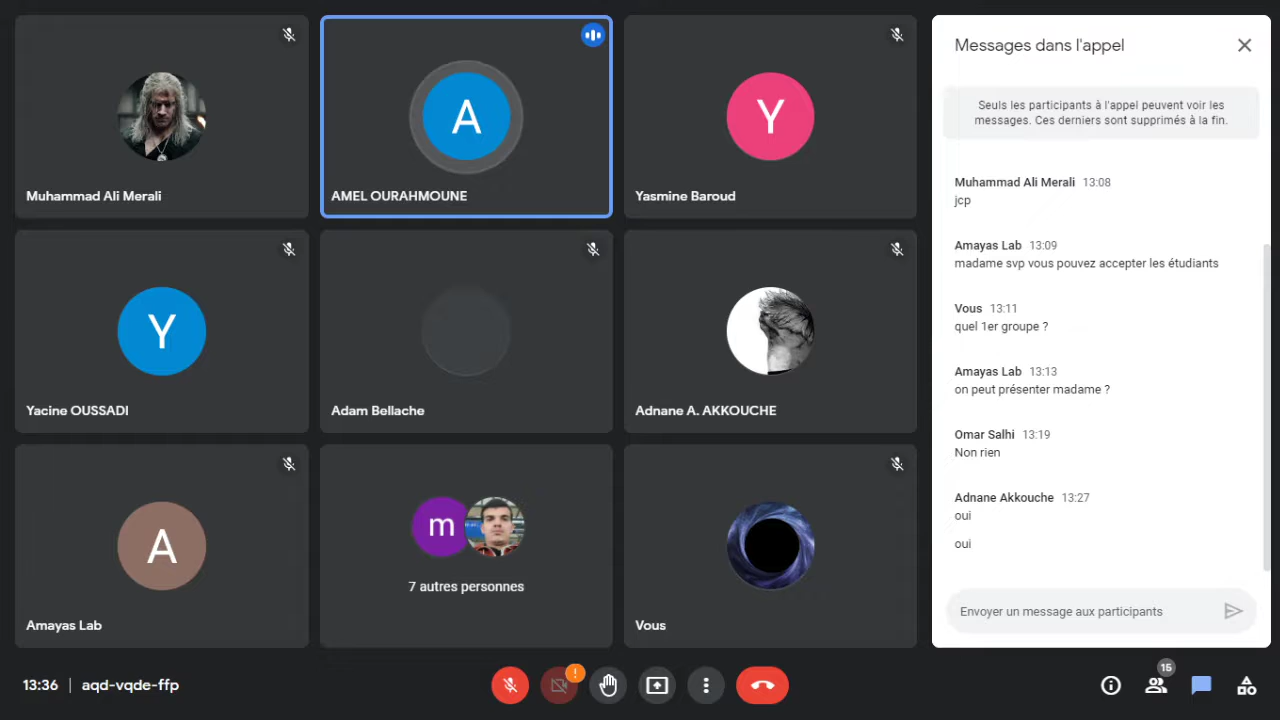 A
Y
Muhammad Ali Merali
AMEL OURAHMOUNE
Yasmine Baroud
Y
Yacine OUSSADI
Adam Bellache
Adnane A. AKKOUCHE
A
m
7 autres personnes
Amayas Lab
Vous
Messages dans l'appel
Seuls les participants à l'appel peuvent voir les
messages. Ces derniers sont supprimés à la fin.
Muhammad Ali Merali 13:08
jcp
Amayas Lab 13:09
madame svp vous pouvez accepter les étudiants
Vous 13:11
quel 1er groupe ?
Amayas Lab 13:13
on peut présenter madame ?
Omar Salhi 13:19
Non rien
Adnane Akkouche 13:27
oui
oui
Envoyer un message aux participants
13:36 | aqd-vqde-ffp
!
15